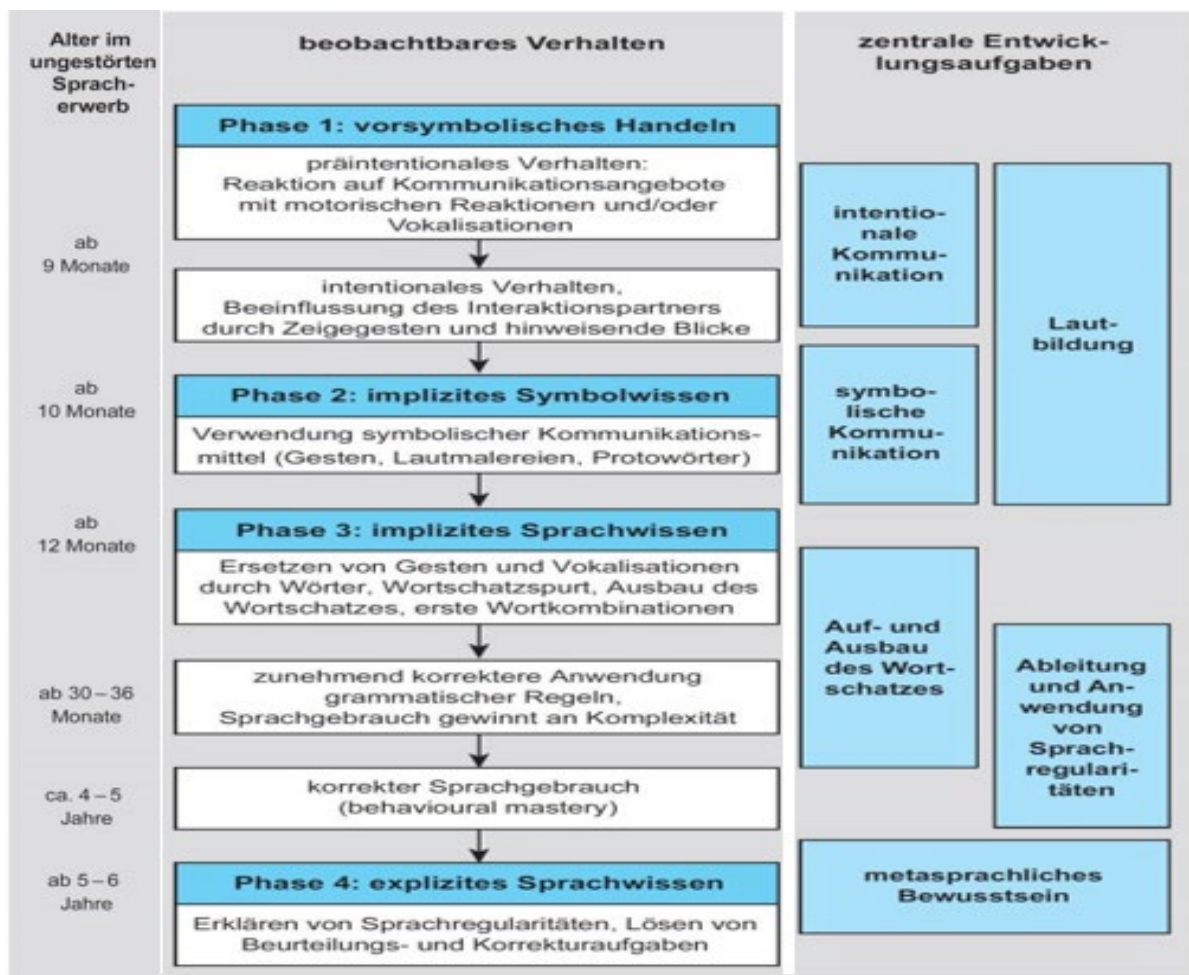 Alter im
ungestörten
Sprach-
erwerb
beobachtbares Verhalten
zentrale Entwick-
lungsaufgaben
Phase 1: vorsymbolisches Handeln
präintentionales Verhalten:
Reaktion auf Kommunikationsangebote
mit motorischen Reaktionen und/oder
Vokalisationen
ab
9 Monate
intentionales Verhalten,
Beeinflussung des Interaktionspartners
durch Zeigegesten und hinweisende Blicke
intentio-
nale
Kommu-
nikation
Laut-
bildung
ab
10 Monate
Phase 2: implizites Symbolwissen
Verwendung symbolischer Kommunikations-
mittel (Gesten, Lautmalereien, Protowörter)
symbo-
lische
Kommu-
nikation
ab
12 Monate
Phase 3: implizites Sprachwissen
Ersetzen von Gesten und Vokalisationen
durch Wörter, Wortschatzspurt, Ausbau des
Wortschatzes, erste Wortkombinationen
Auf- und
Ausbau
des Wort-
schatzes
ab 30 – 36
Monate
zunehmend korrektere Anwendung
grammatischer Regeln,
Sprachgebrauch gewinnt an Komplexität
Ableitung
und An-
wendung
von
Sprach-
regulari-
täten
ca. 4 – 5
Jahre
korrekter Sprachgebrauch
(behavioural mastery)
ab 5 – 6
Jahre
Phase 4: explizites Sprachwissen
Erklären von Sprachregularitäten, Lösen von
Beurteilungs- und Korrekturaufgaben
metasprachliches
Bewusstsein